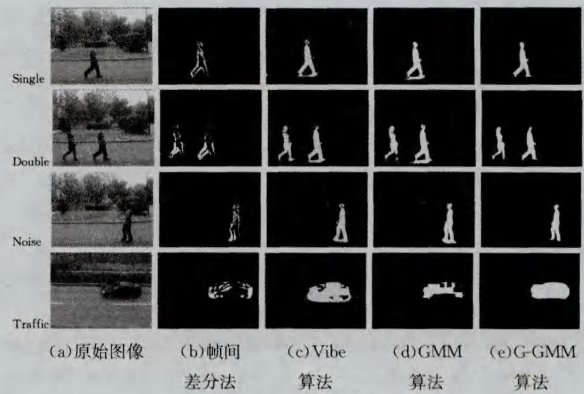 Single
Double
Noise
Traffic
(a)原始图像 (b)帧间 (c)Vibe (d)GMM (e)G-GMM
差分法 算法 算法 算法